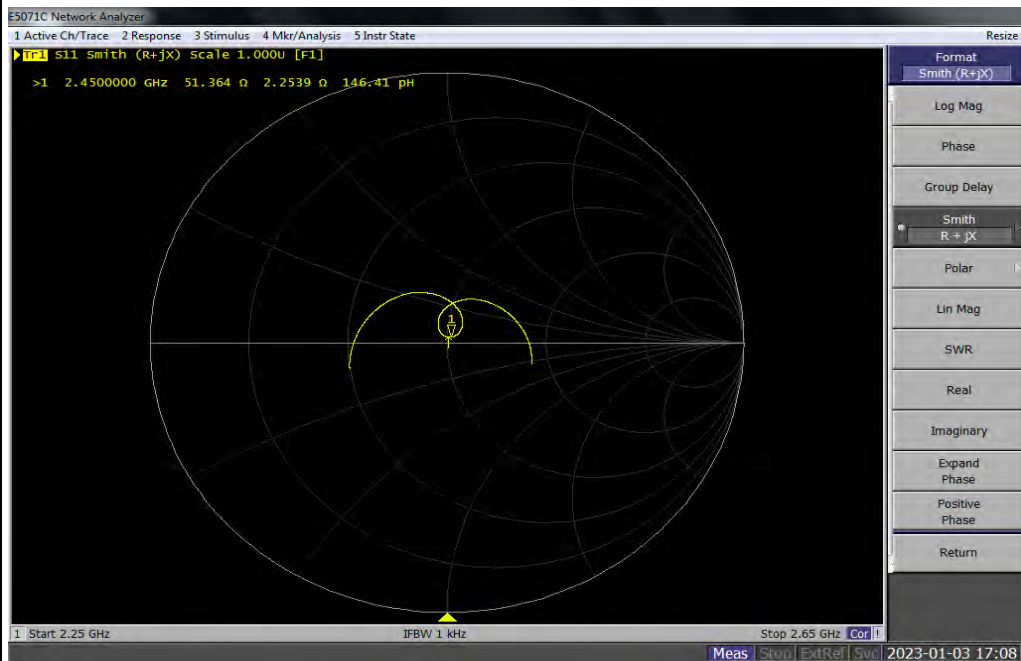 E5071C Network Analyzer
1 Active Ch/Trace 2 Response 3 Stimulus 4 Mkr/Analysis 5 Instr State
Resize
Tr1 S11 Smith (R+jX) Scale 1.000U [F1]
>1 2.4500000 GHz 51.364 Ω 2.2539 Ω 146.41 pH
1
Format
Smith (R+jX)
Log Mag
Phase
Group Delay
Smith
R + jX
Polar
Lin Mag
SWR
Real
Imaginary
Expand
Phase
Positive
Phase
Return
1 Start 2.25 GHz
IFBW 1 kHz
Stop 2.65 GHz Cor !
Meas Stop ExtRef Svc 2023-01-03 17:08